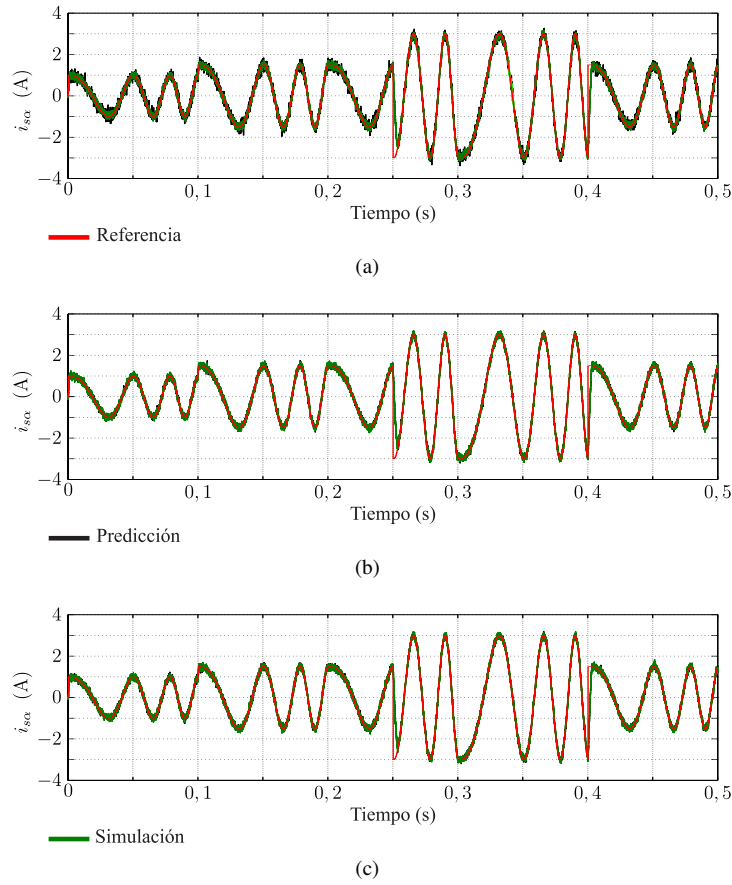 4
2
0
−2
−4
i_{sα} (A)
0
0, 1
0, 2
0, 3
0, 4
0, 5
Tiempo (s)
Referencia
(a)
4
2
0
−2
−4
i_{sα} (A)
0
0, 1
0, 2
0, 3
0, 4
0, 5
Tiempo (s)
Predicción
(b)
4
2
0
−2
−4
i_{sα} (A)
0
0, 1
0, 2
0, 3
0, 4
0, 5
Tiempo (s)
Simulación
(c)